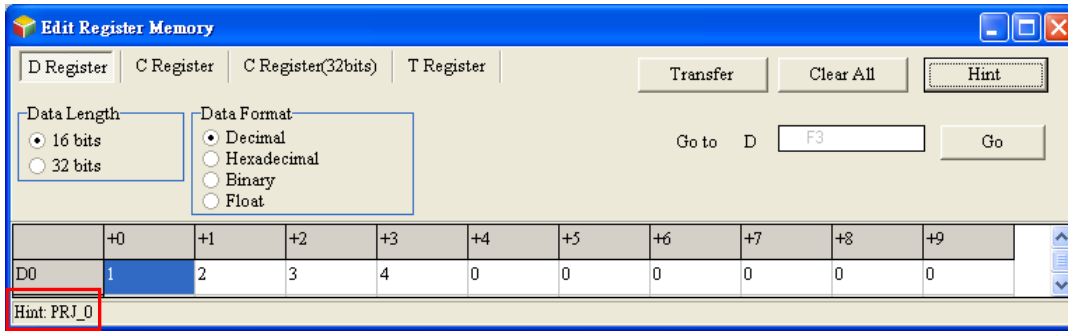 Edit Register Memory
D Register C Register C Register(32bits) T Register Transfer Clear All Hint
Data Length Data Format
16 bits Decimal Go to D F3 Go
32 bits Hexadecimal
Binary
Float
+0 +1 +2 +3 +4 +5 +6 +7 +8 +9
D0 1 2 3 4 0 0 0 0 0 0
Hint: PRJ_0